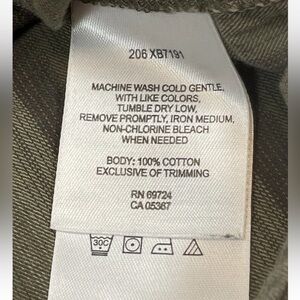 206 XB7191
MACHINE WASH COLD GENTLE,
WITH LIKE COLORS,
TUMBLE DRY LOW,
REMOVE PROMPTLY, IRON MEDIUM,
NON-CHLORINE BLEACH
WHEN NEEDED
BODY: 100% COTTON
EXCLUSIVE OF TRIMMING
RN 69724
CA 05367
30C